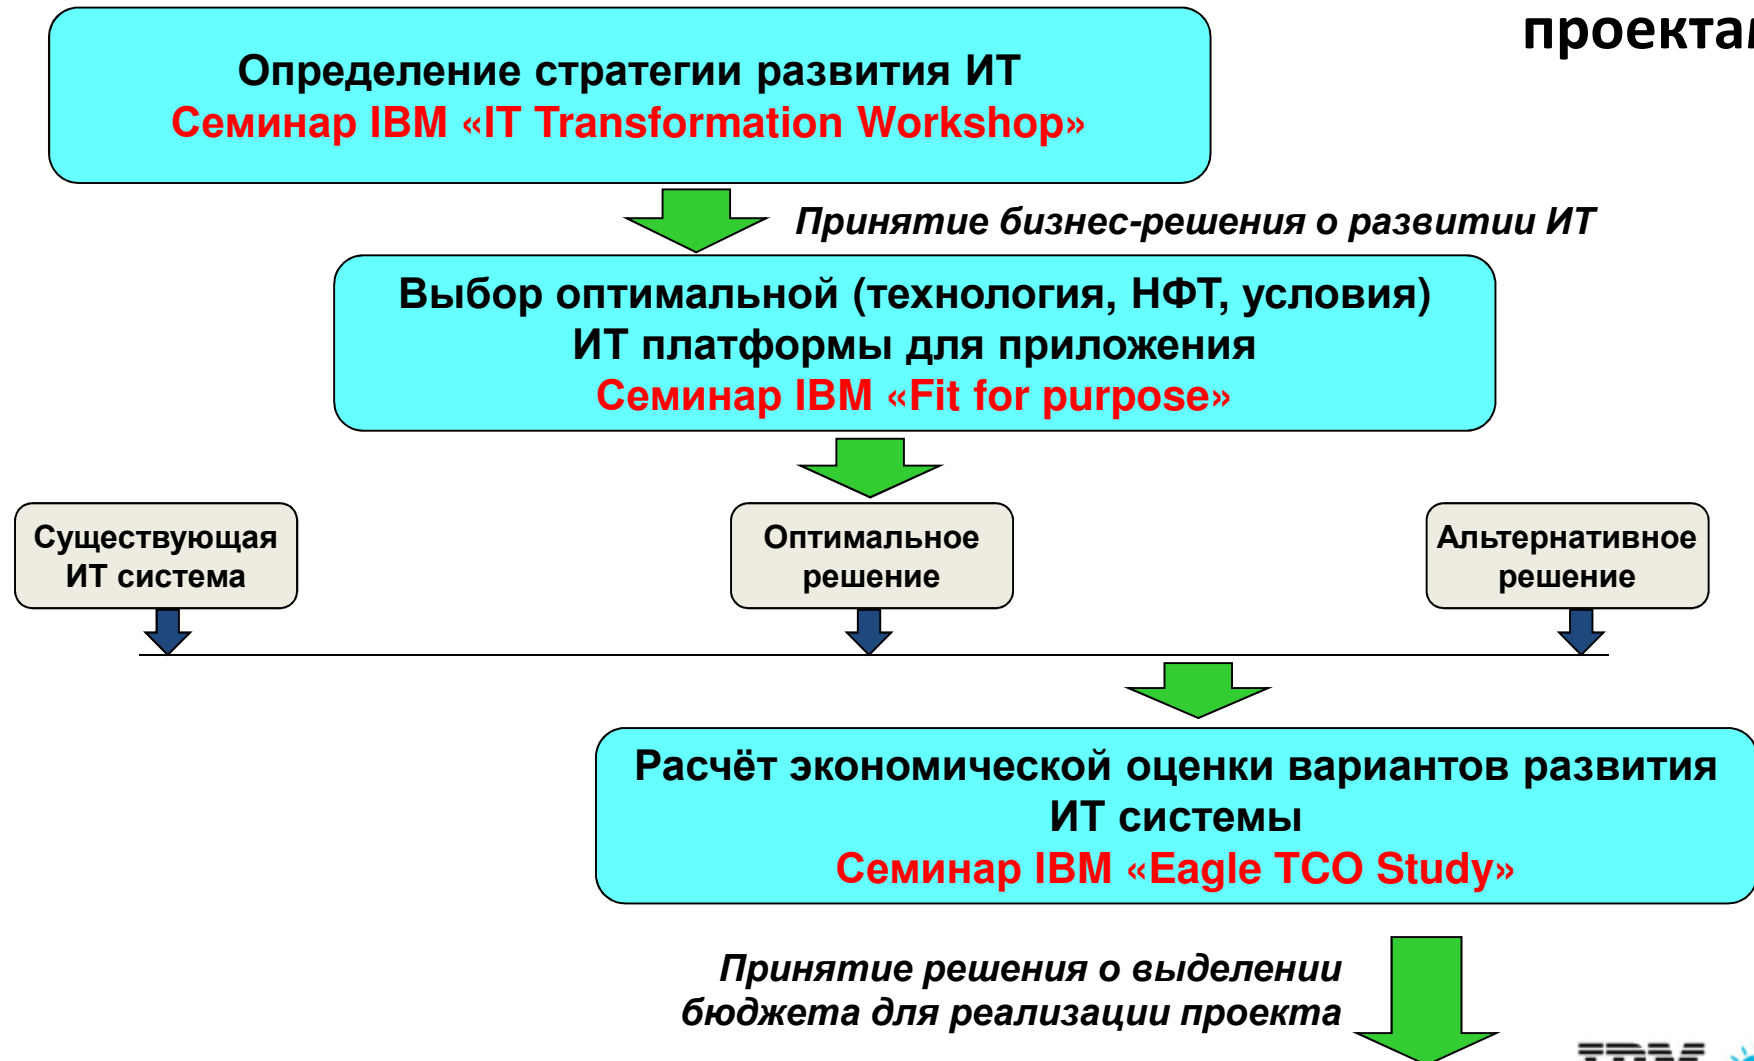 проектам
Определение стратегии развития ИТ
Семинар IBM «IT Transformation Workshop»
Принятие бизнес-решения о развитии ИТ
Выбор оптимальной (технология, НФТ, условия)
ИТ платформы для приложения
Семинар IBM «Fit for purpose»
Существующая
ИТ система
Оптимальное
решение
Альтернативное
решение
Расчёт экономической оценки вариантов развития
ИТ системы
Семинар IBM «Eagle TCO Study»
Принятие решения о выделении
бюджета для реализации проекта
IBM